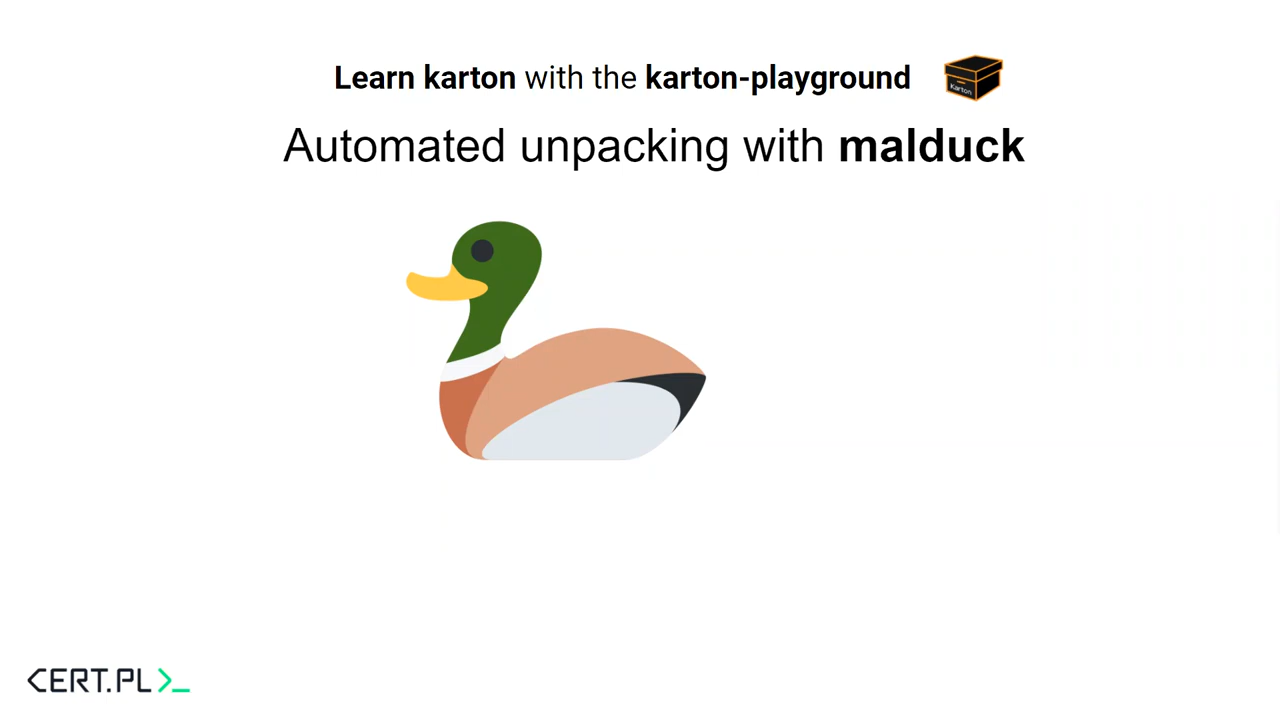 Learn karton with the karton-playground
Karton
Automated unpacking with malduck
CERT.PL>_